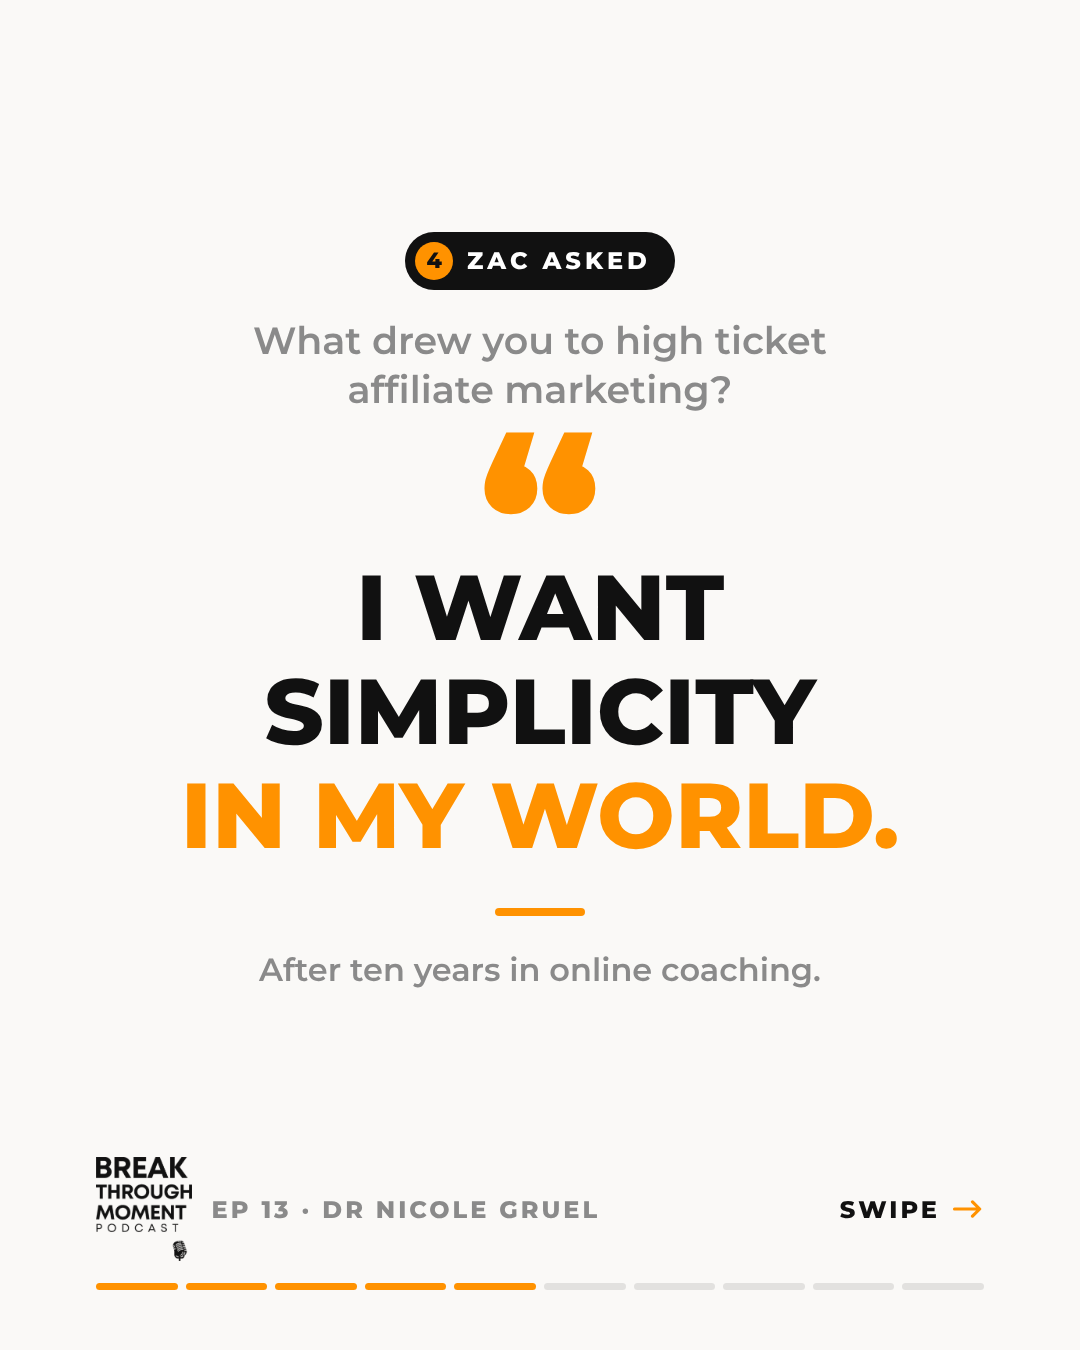 4 ZAC ASKED
What drew you to high ticket
affiliate marketing?
“
I WANT
SIMPLICITY
IN MY WORLD.
After ten years in online coaching.
BREAK
THROUGH
MOMENT
PODCAST
EP 13 · DR NICOLE GRUEL
SWIPE →